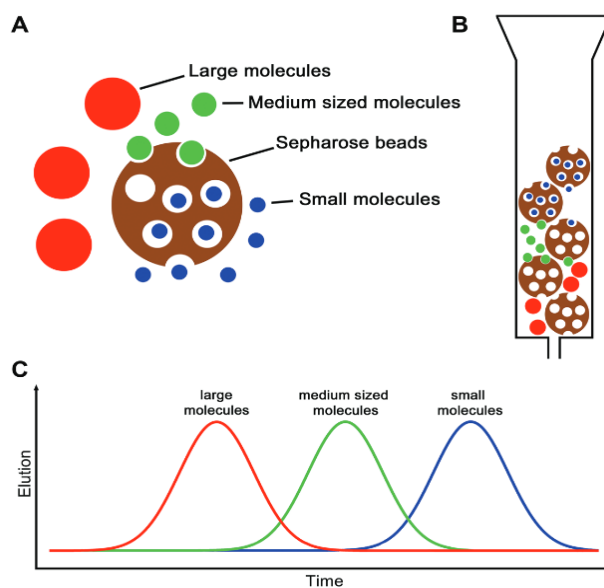 A
Large molecules
Medium sized molecules
Sepharose beads
Small molecules
B
C
large
molecules
medium sized
molecules
small
molecules
Elution
Time